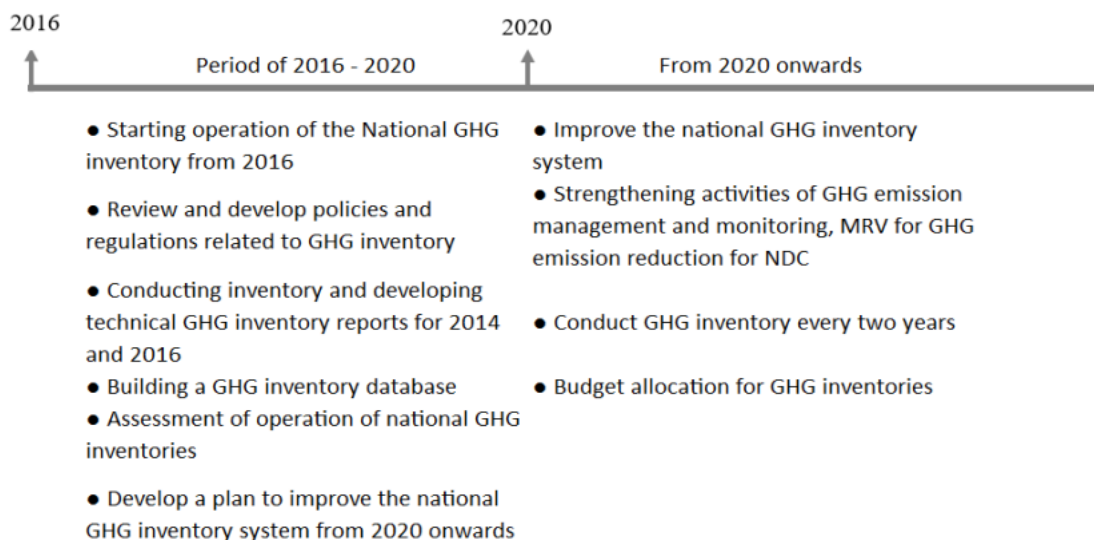 2016
2020
Period of 2016 - 2020
From 2020 onwards
● Starting operation of the National GHG
inventory from 2016
● Review and develop policies and
regulations related to GHG inventory
● Conducting inventory and developing
technical GHG inventory reports for 2014
and 2016
● Building a GHG inventory database
● Assessment of operation of national GHG
inventories
● Develop a plan to improve the national
GHG inventory system from 2020 onwards
● Improve the national GHG inventory
system
● Strengthening activities of GHG emission
management and monitoring, MRV for GHG
emission reduction for NDC
● Conduct GHG inventory every two years
● Budget allocation for GHG inventories